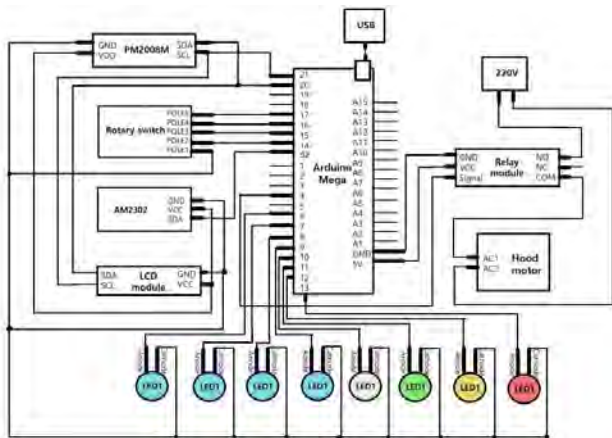 USB
GND
VDD
PM2008M
SDA
SCL
220V
Rotary switch
POLE5
POLE4
POLE3
POLE2
POLE1
AM2302
GND
VCC
SDA
SDA
SCL
LCD
module
GND
VCC
21
20
19
18
17
16
15
14
1
2
3
4
5
6
7
8
9
10
11
12
13
Arduino
Mega
A15
A14
A13
A12
A11
A10
A9
A8
A7
A6
A5
A4
A3
A2
A1
GND
5V
GND
VCC
Signal
Relay
module
NO
NC
COM
AC1
AC2
Hood
motor
LED1
LED1
LED1
LED1
LED1
LED1
LED1
LED1